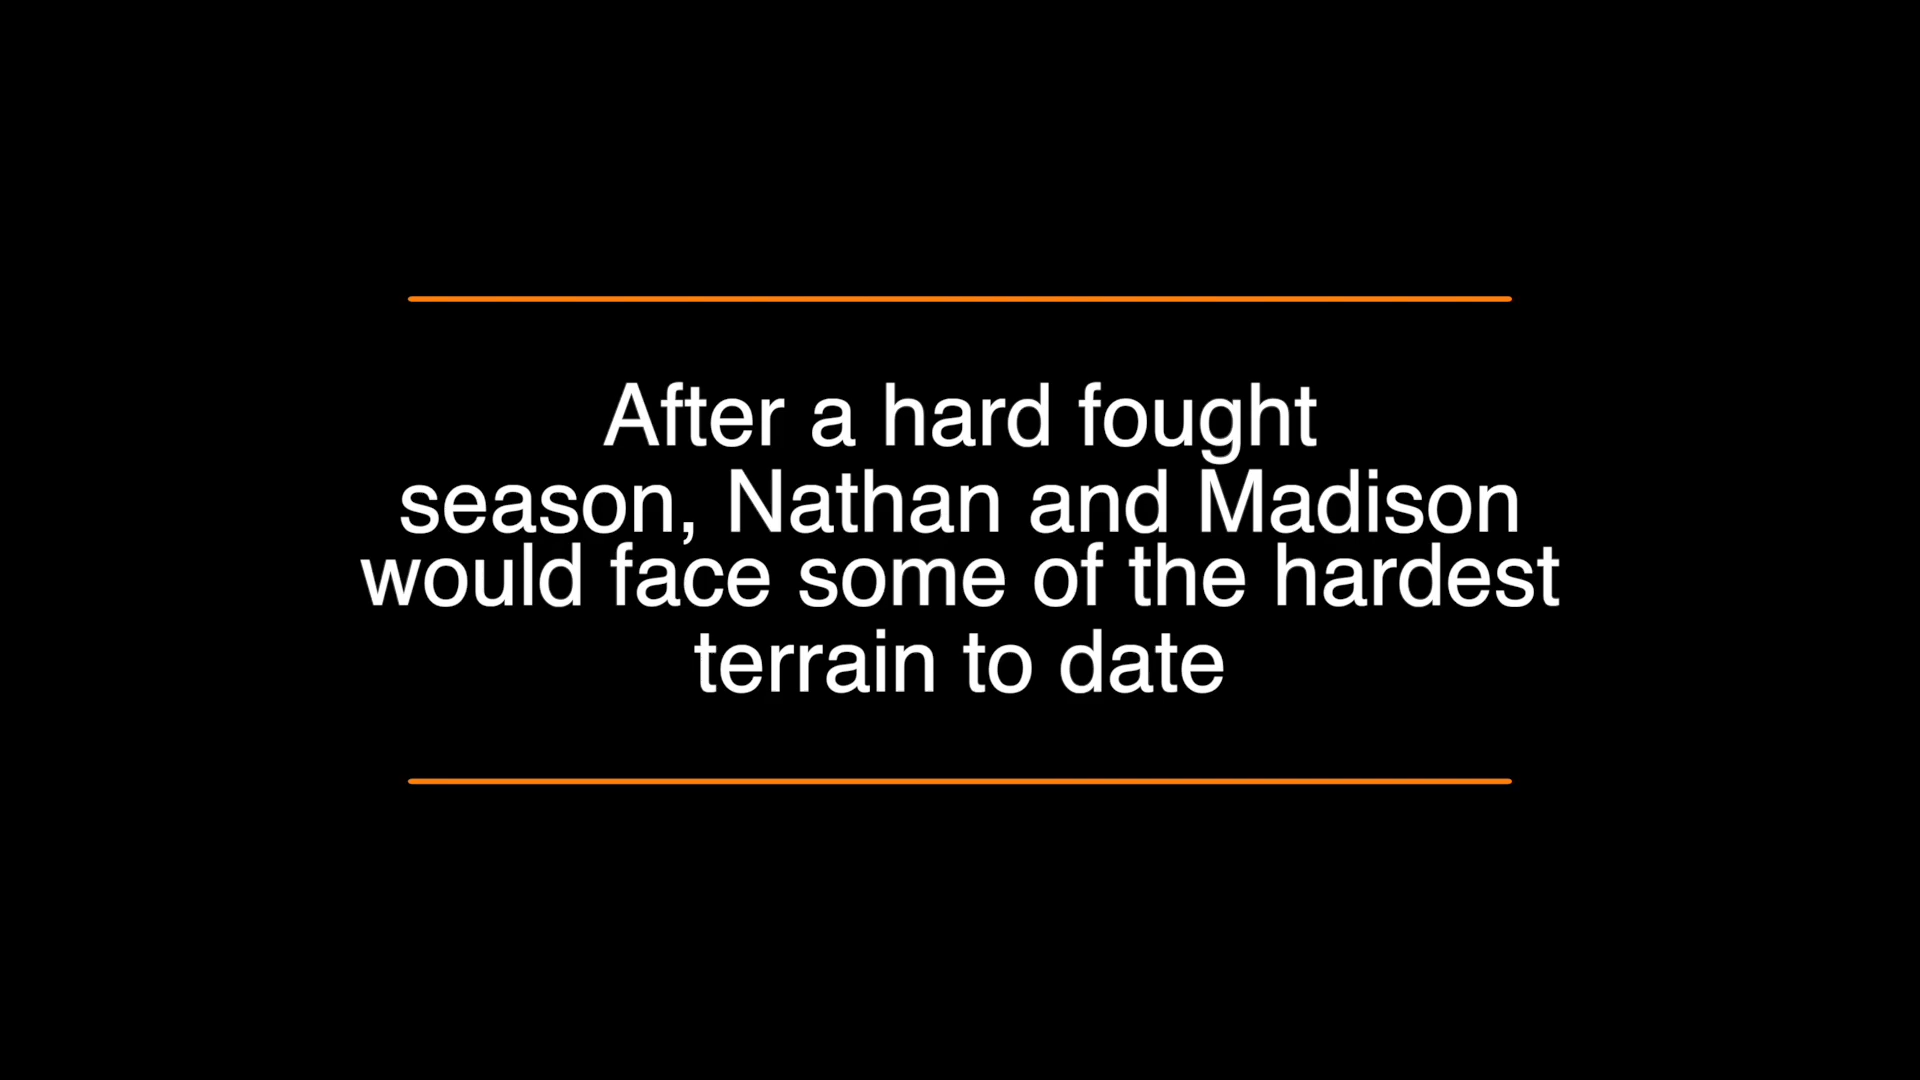 After a hard fought
season, Nathan and Madison
would face some of the hardest
terrain to date